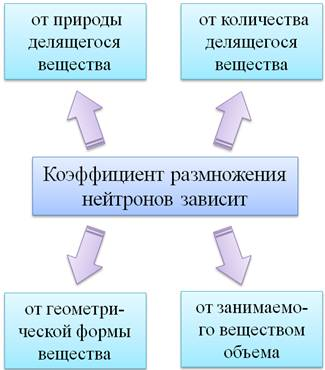 от природы
делящегося
вещества
от количества
делящегося
вещества
Коэффициент размножения
нейтронов зависит
от геометри-
ческой формы
вещества
от занимаемо-
го веществом
объема